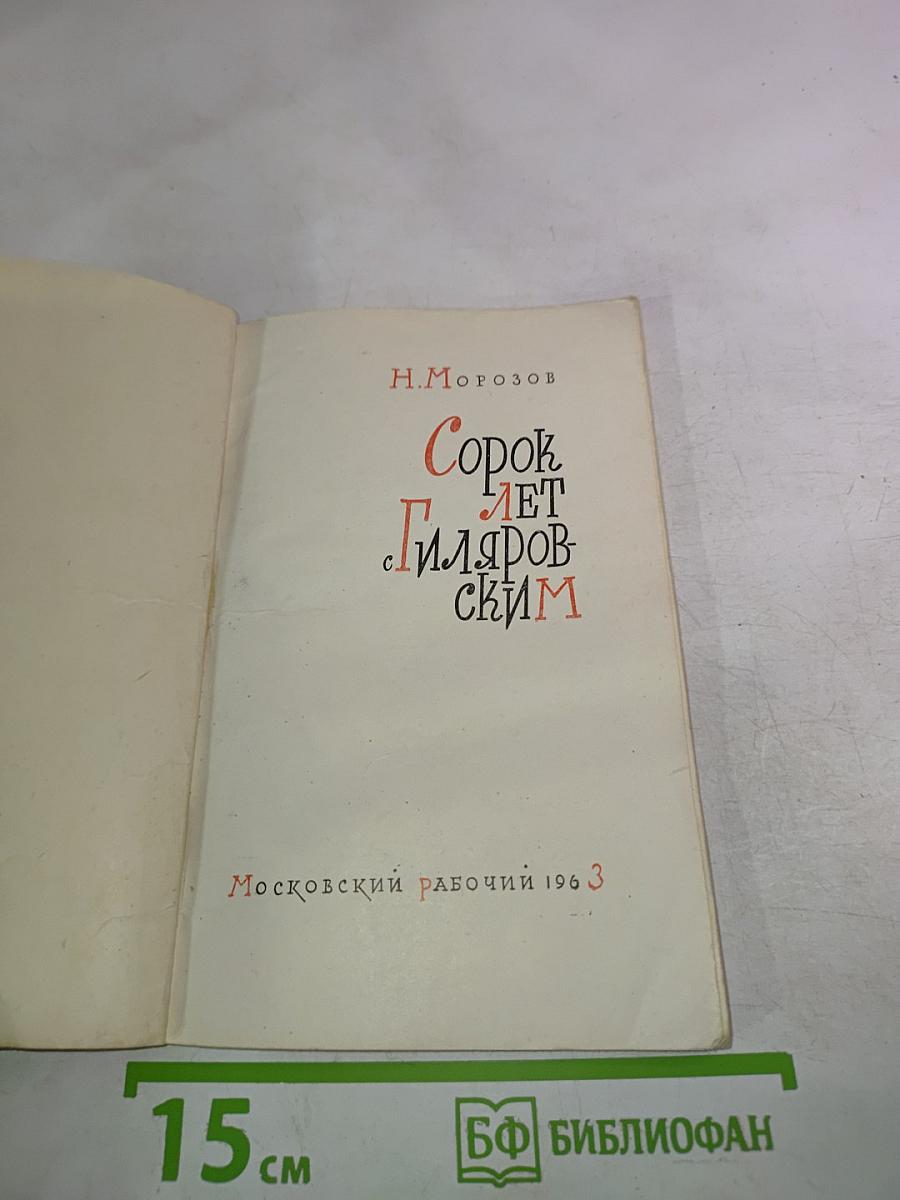 Н. Морозов
Сорок
лет
с Гиляров-
ским
Московский рабочий 1963
15 см
БФ БИБЛИОФАН